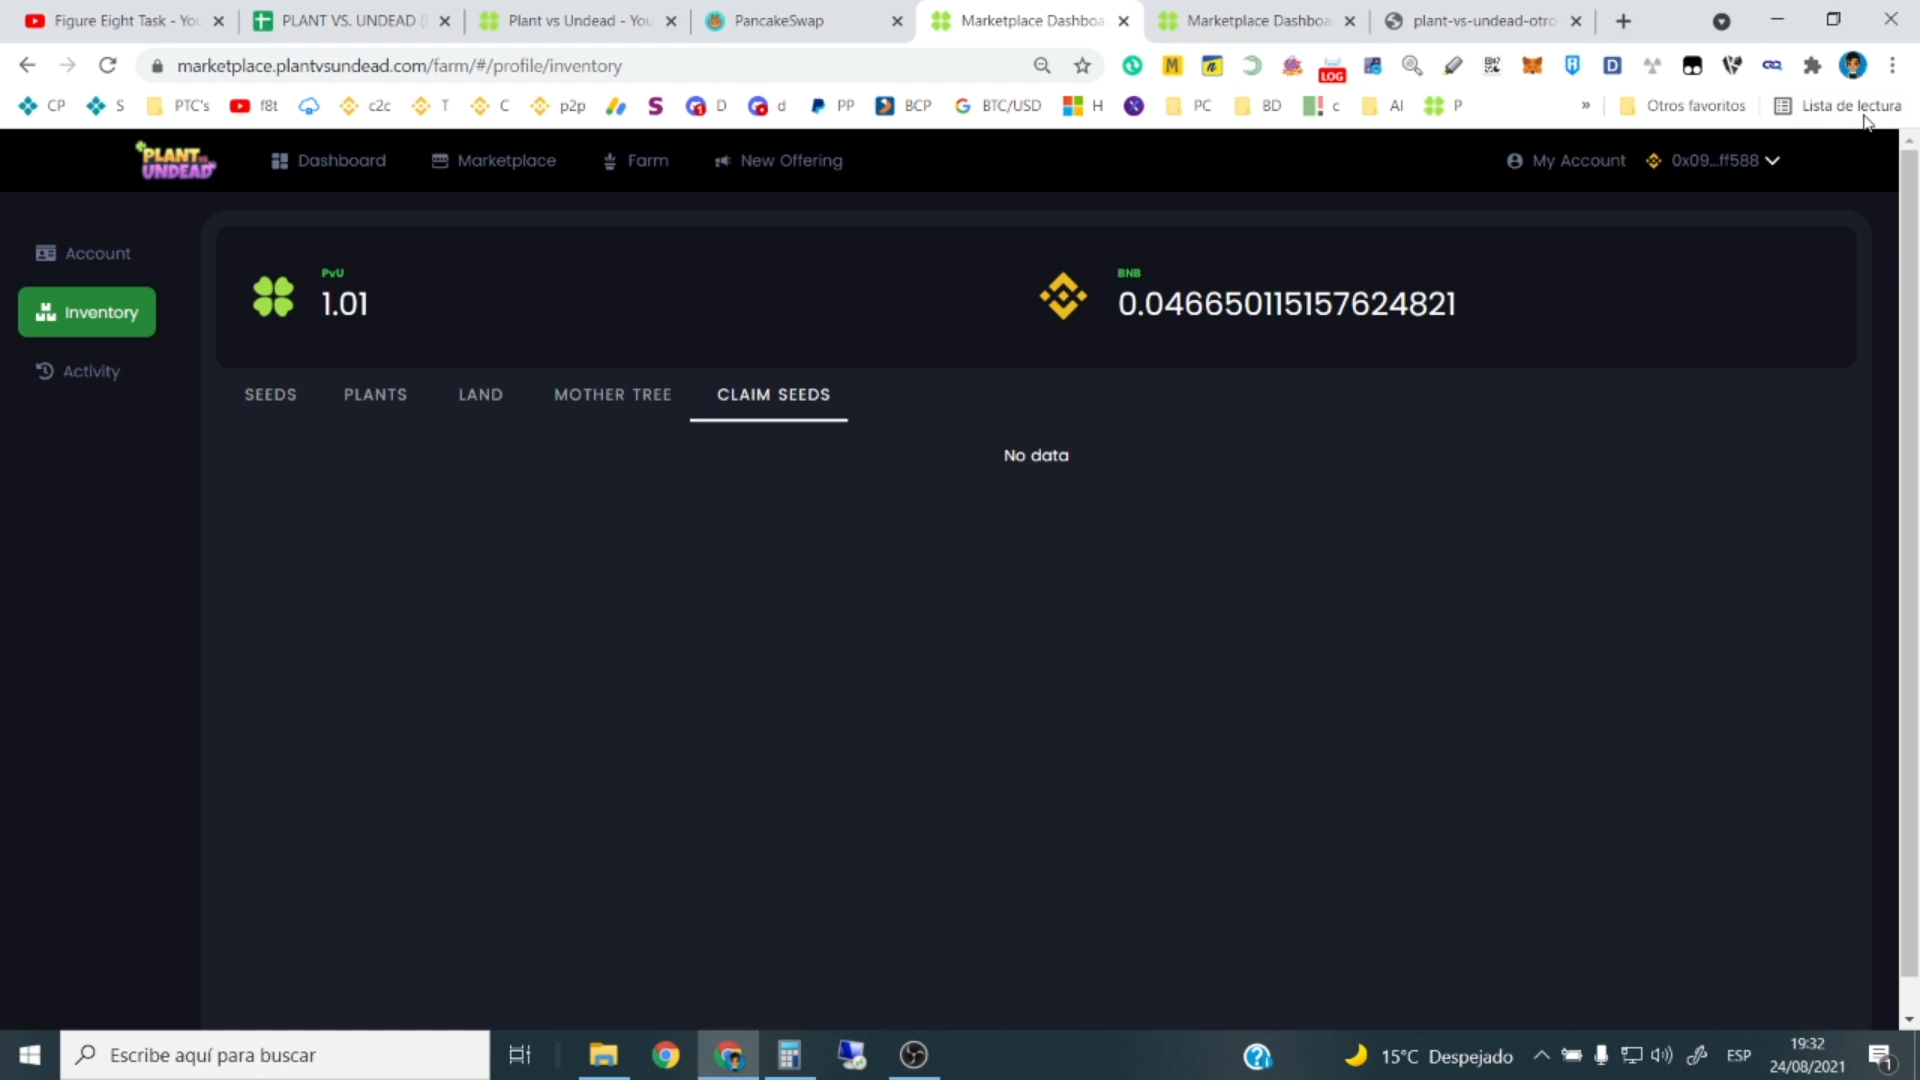 Figure Eight Task - You
PLANT VS. UNDEAD (
Plant vs Undead - You
PancakeSwap
Marketplace Dashboa
Marketplace Dashboa
plant-vs-undead-otro
marketplace.plantvsundead.com/farm/#/profile/inventory
LOG
CP
S
PTC's
f8t
c2c
T
C
p2p
D
d
PP
BCP
BTC/USD
H
PC
BD
c
AI
P
»
Otros favoritos
Lista de lectura
PLANT VS. UNDEAD
Dashboard
Marketplace
Farm
New Offering
My Account
0x09...ff588
Account
Inventory
Activity
PvU
1.01
BNB
0.046650115157624821
SEEDS
PLANTS
LAND
MOTHER TREE
CLAIM SEEDS
No data
Escribe aquí para buscar
15°C Despejado
ESP
19:32
24/08/2021
1